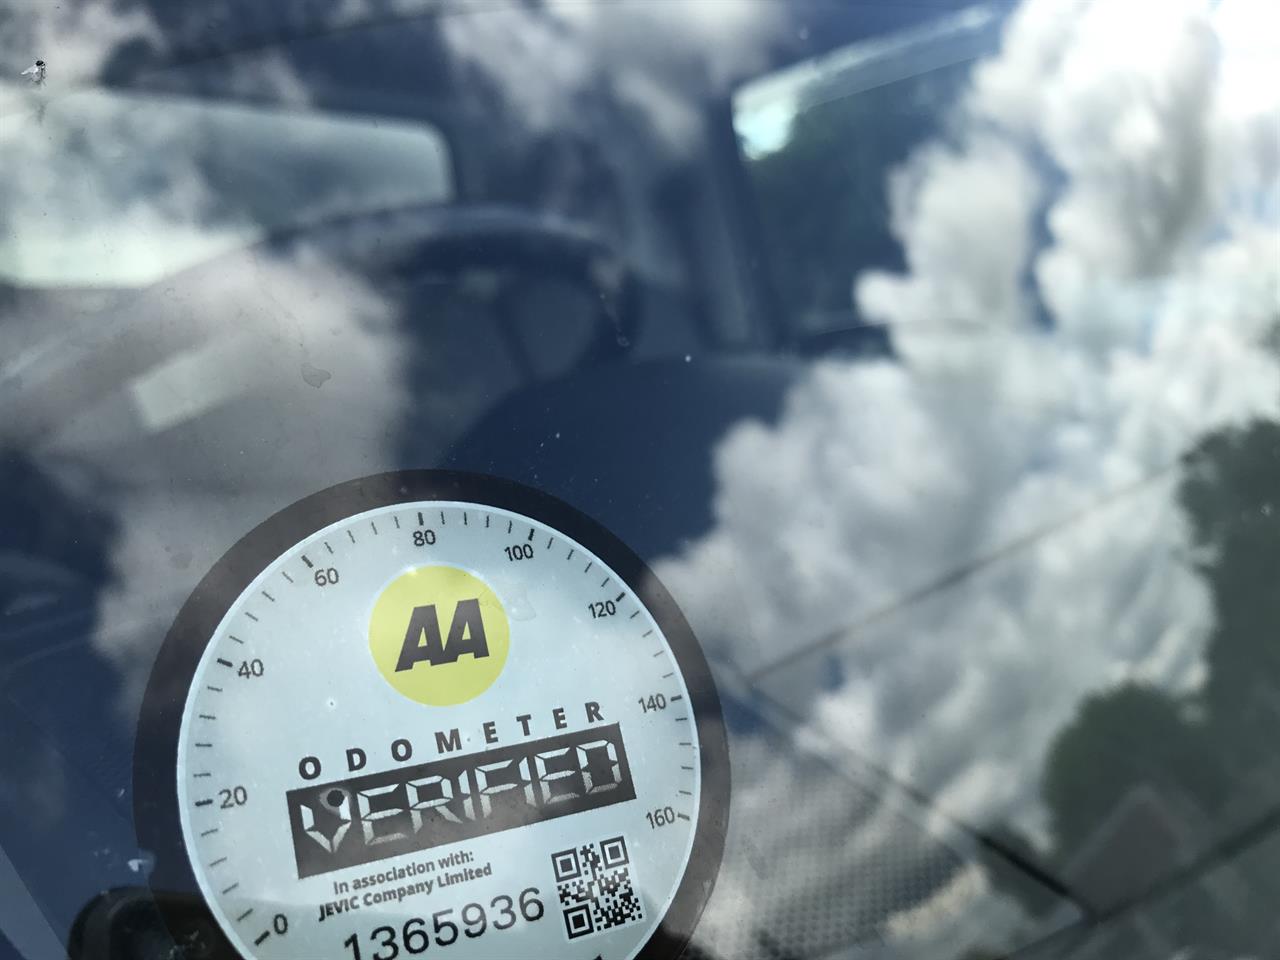 80
60
100
120
AA
40
ODOMETER
140
VERIFIED
20
160
In association with:
JEVIC Company Limited
0
1365936